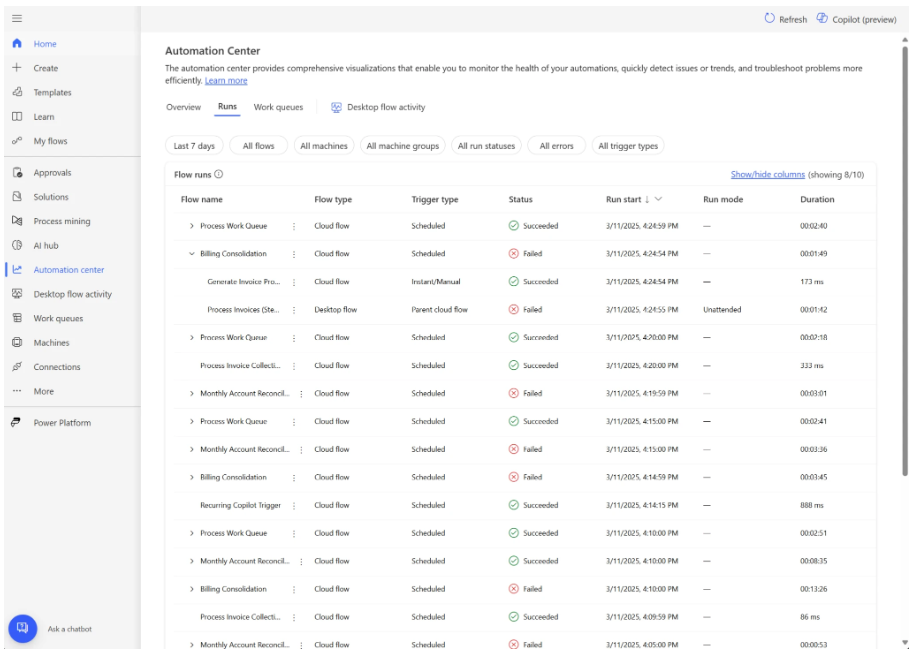 Refresh Copilot (preview)
Home
Create
Templates
Learn
My flows
Approvals
Solutions
Process mining
AI hub
Automation center
Desktop flow activity
Work queues
Machines
Connections
More
Power Platform
Ask a chatbot
Automation Center
The automation center provides comprehensive visualizations that enable you to monitor the health of your automations, quickly detect issues or trends, and troubleshoot problems more
efficiently. Learn more
Overview Runs Work queues Desktop flow activity
Last 7 days All flows All machines All machine groups All run statuses All errors All trigger types
Flow runs Show/hide columns (showing 8/10)
Flow name Flow type Trigger type Status Run start ↓ Run mode Duration
Process Work Queue Cloud flow Scheduled Succeeded 3/11/2025, 4:24:59 PM — 00:02:40
Billing Consolidation Cloud flow Scheduled Failed 3/11/2025, 4:24:54 PM — 00:01:49
Generate Invoice Pro... Cloud flow Instant/Manual Succeeded 3/11/2025, 4:24:54 PM — 173 ms
Process Invoices (Ste... Desktop flow Parent cloud flow Failed 3/11/2025, 4:24:55 PM Unattended 00:01:42
Process Work Queue Cloud flow Scheduled Succeeded 3/11/2025, 4:20:00 PM — 00:02:18
Process Invoice Collecti... Cloud flow Scheduled Succeeded 3/11/2025, 4:20:00 PM — 333 ms
Monthly Account Reconcil... Cloud flow Scheduled Failed 3/11/2025, 4:19:59 PM — 00:03:01
Process Work Queue Cloud flow Scheduled Succeeded 3/11/2025, 4:15:00 PM — 00:02:41
Monthly Account Reconcil... Cloud flow Scheduled Failed 3/11/2025, 4:15:00 PM — 00:03:36
Billing Consolidation Cloud flow Scheduled Failed 3/11/2025, 4:14:59 PM — 00:03:45
Recurring Copilot Trigger Cloud flow Scheduled Succeeded 3/11/2025, 4:14:15 PM — 888 ms
Process Work Queue Cloud flow Scheduled Succeeded 3/11/2025, 4:10:00 PM — 00:02:51
Monthly Account Reconcil... Cloud flow Scheduled Succeeded 3/11/2025, 4:10:00 PM — 00:08:35
Billing Consolidation Cloud flow Scheduled Failed 3/11/2025, 4:10:00 PM — 00:13:26
Process Invoice Collecti... Cloud flow Scheduled Succeeded 3/11/2025, 4:09:59 PM — 86 ms
Monthly Account Reconcil... Cloud flow Scheduled Failed 3/11/2025, 4:05:00 PM — 00:00:53